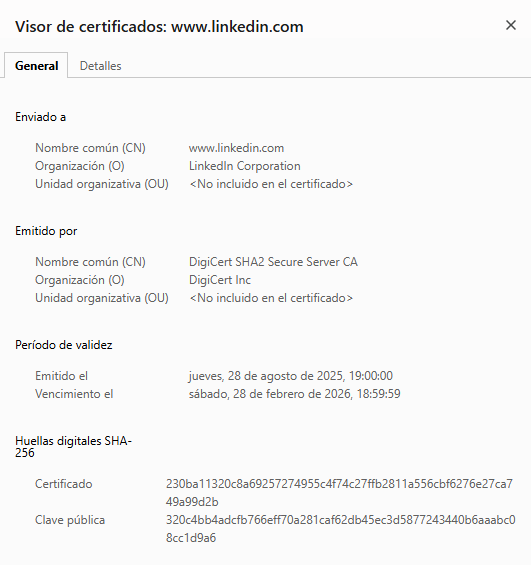 Visor de certificados: www.linkedin.com
General Detalles
Enviado a
Nombre común (CN) www.linkedin.com
Organización (O) LinkedIn Corporation
Unidad organizativa (OU) <No incluido en el certificado>
Emitido por
Nombre común (CN) DigiCert SHA2 Secure Server CA
Organización (O) DigiCert Inc
Unidad organizativa (OU) <No incluido en el certificado>
Período de validez
Emitido el jueves, 28 de agosto de 2025, 19:00:00
Vencimiento el sábado, 28 de febrero de 2026, 18:59:59
Huellas digitales SHA-
256
Certificado 230ba11320c8a69257274955c4f74c27ffb2811a556cbf6276e27ca7
49a99d2b
Clave pública 320c4bb4adcfb766eff70a281caf62db45ec3d5877243440b6aaabc0
8cc1d9a6